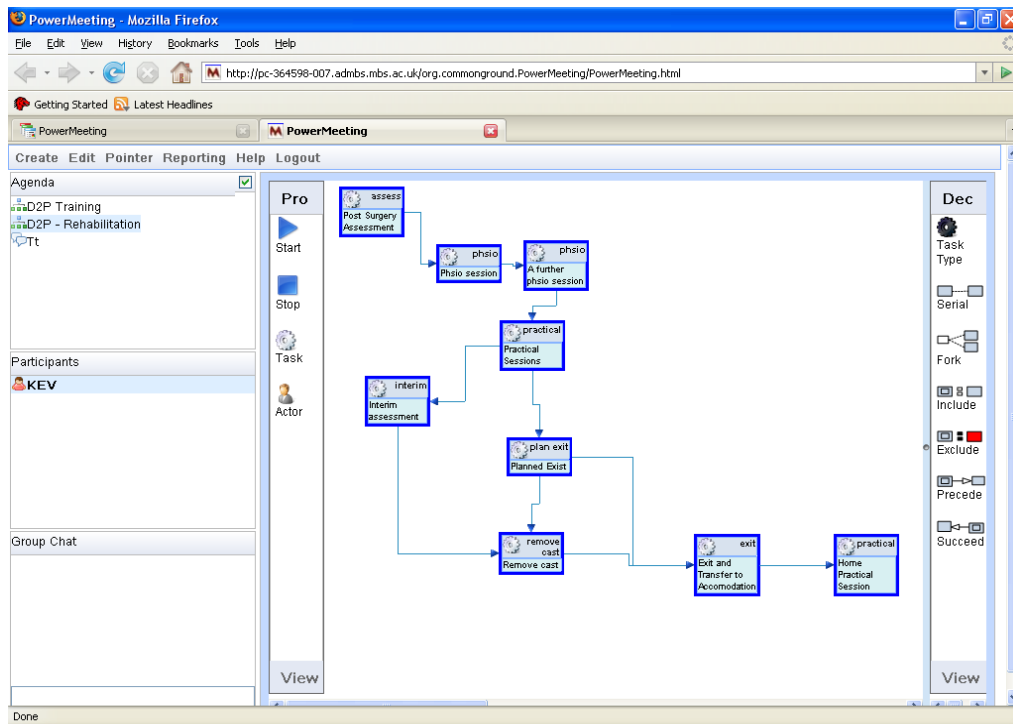 PowerMeeting - Mozilla Firefox
File Edit View History Bookmarks Tools Help
http://pc-364598-007.admbs.mbs.ac.uk/org.commonground.PowerMeeting/PowerMeeting.html
Getting Started Latest Headlines
PowerMeeting
PowerMeeting
Create Edit Pointer Reporting Help Logout
Agenda
D2P Training
D2P - Rehabilitation
Tt
Participants
KEV
Group Chat
Pro
Start
Stop
Task
Actor
View
assess
Post Surgery
Assessment
phsio
Phsio session
phsio
A further
phsio session
practical
Practical
Sessions
interim
Interim
assessment
plan exit
Planned Exist
remove
cast
Remove cast
exit
Exit and
Transfer to
Accomodation
practical
Home
Practical
Session
Dec
Task
Type
Serial
Fork
Include
Exclude
Precede
Succeed
View
Done